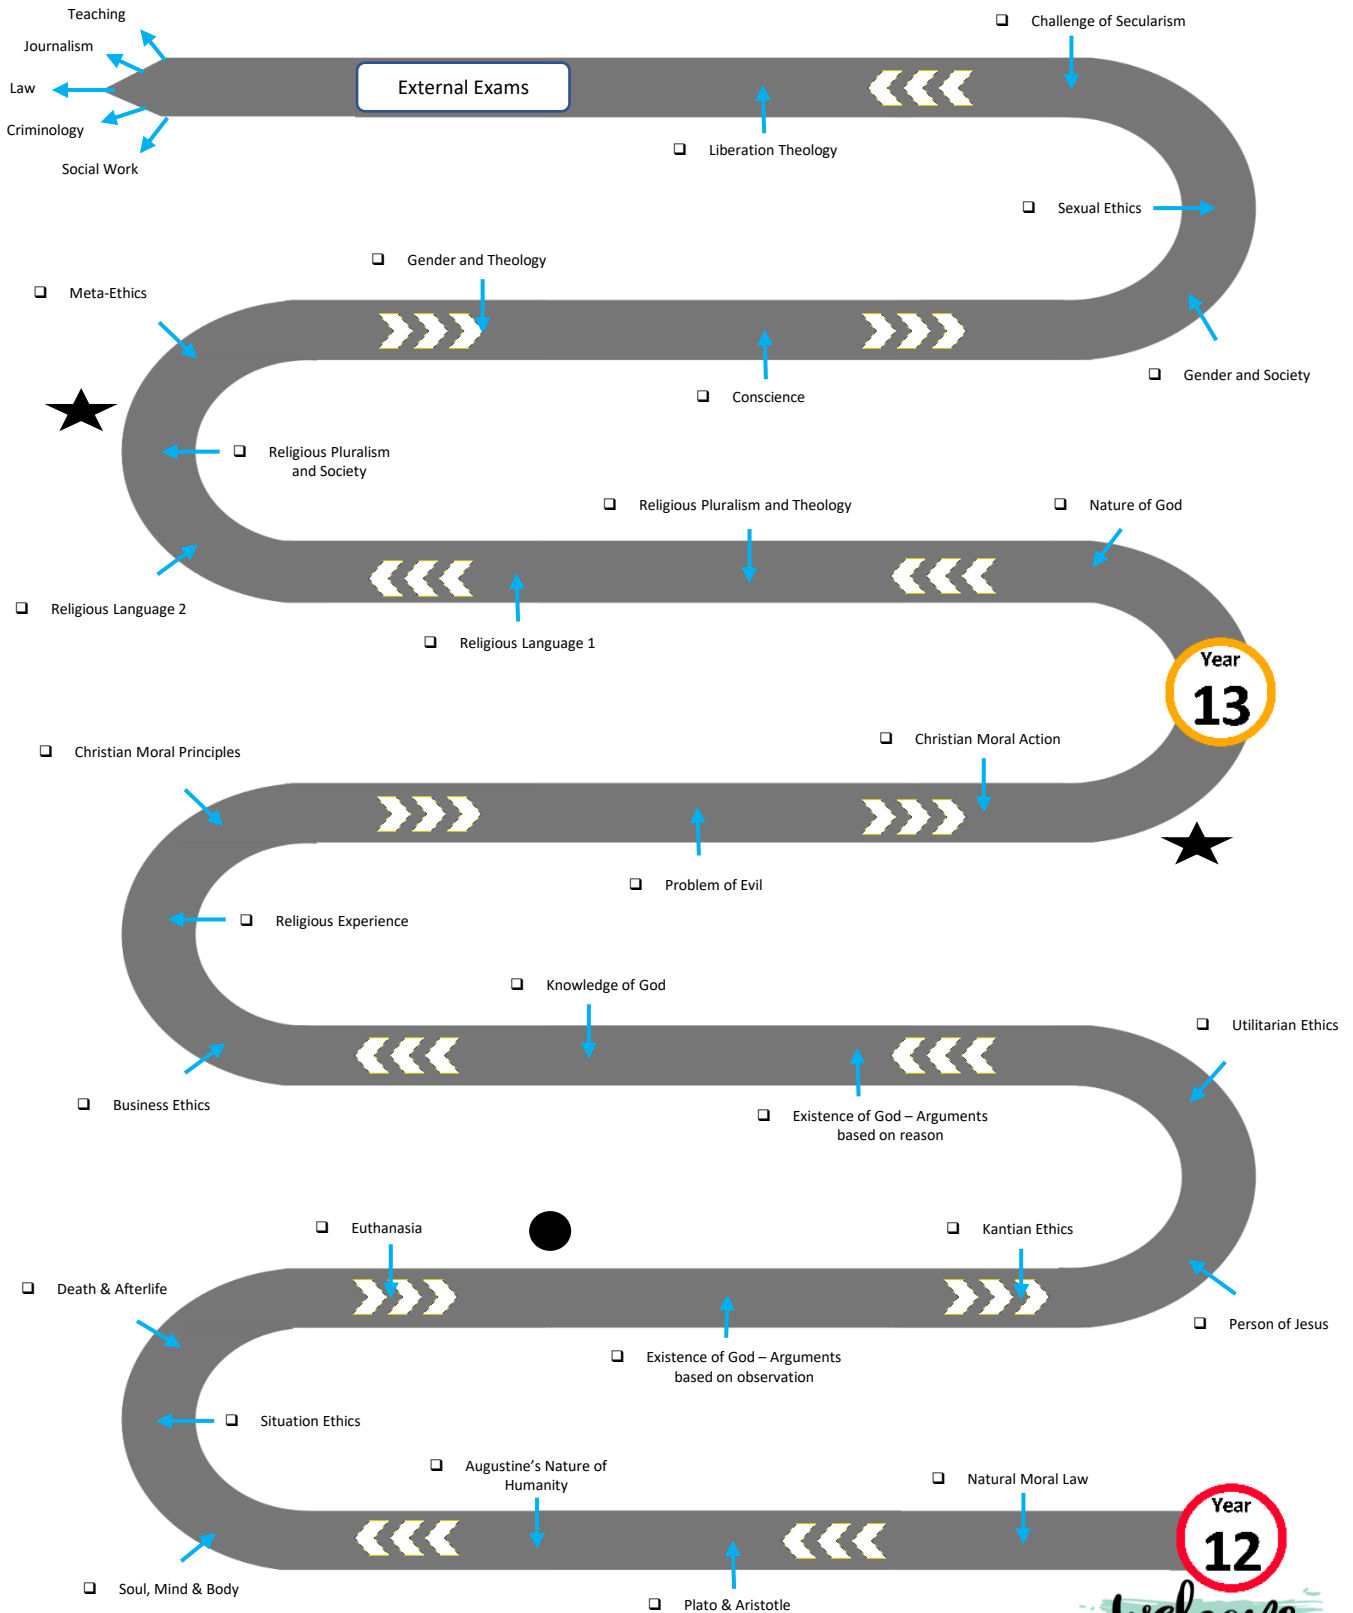 Teaching
Challenge of Secularism
Journalism
External Exams
Law
Criminology
Liberation Theology
Social Work
Sexual Ethics
Gender and Theology
Meta-Ethics
Gender and Society
Conscience
Religious Pluralism
and Society
Religious Pluralism and Theology
Nature of God
Religious Language 2
Religious Language 1
Year
13
Christian Moral Action
Christian Moral Principles
Problem of Evil
Religious Experience
Knowledge of God
Utilitarian Ethics
Business Ethics
Existence of God – Arguments
based on reason
Euthanasia
Kantian Ethics
Death & Afterlife
Person of Jesus
Existence of God – Arguments
based on observation
Situation Ethics
Augustine's Nature of
Humanity
Natural Moral Law
Year
12
Soul, Mind & Body
Plato & Aristotle
welcome